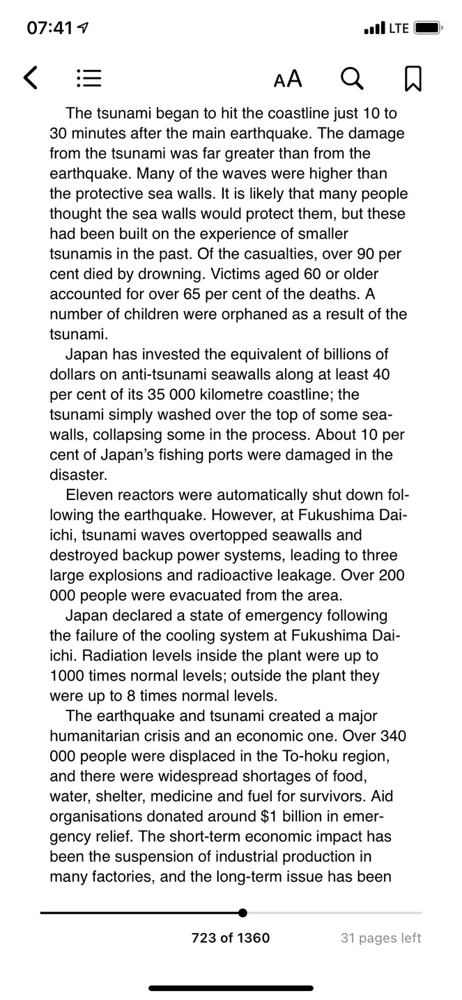 07:41
LTE
AA
The tsunami began to hit the coastline just 10 to
30 minutes after the main earthquake. The damage
from the tsunami was far greater than from the
earthquake. Many of the waves were higher than
the protective sea walls. It is likely that many people
thought the sea walls would protect them, but these
had been built on the experience of smaller
tsunamis in the past. Of the casualties, over 90 per
cent died by drowning. Victims aged 60 or older
accounted for over 65 per cent of the deaths. A
number of children were orphaned as a result of the
tsunami.
Japan has invested the equivalent of billions of
dollars on anti-tsunami seawalls along at least 40
per cent of its 35 000 kilometre coastline; the
tsunami simply washed over the top of some sea-
walls, collapsing some in the process. About 10 per
cent of Japan’s fishing ports were damaged in the
disaster.
Eleven reactors were automatically shut down fol-
lowing the earthquake. However, at Fukushima Dai-
ichi, tsunami waves overtopped seawalls and
destroyed backup power systems, leading to three
large explosions and radioactive leakage. Over 200
000 people were evacuated from the area.
Japan declared a state of emergency following
the failure of the cooling system at Fukushima Dai-
ichi. Radiation levels inside the plant were up to
1000 times normal levels; outside the plant they
were up to 8 times normal levels.
The earthquake and tsunami created a major
humanitarian crisis and an economic one. Over 340
000 people were displaced in the To-hoku region,
and there were widespread shortages of food,
water, shelter, medicine and fuel for survivors. Aid
organisations donated around $1 billion in emer-
gency relief. The short-term economic impact has
been the suspension of industrial production in
many factories, and the long-term issue has been
723 of 1360
31 pages left